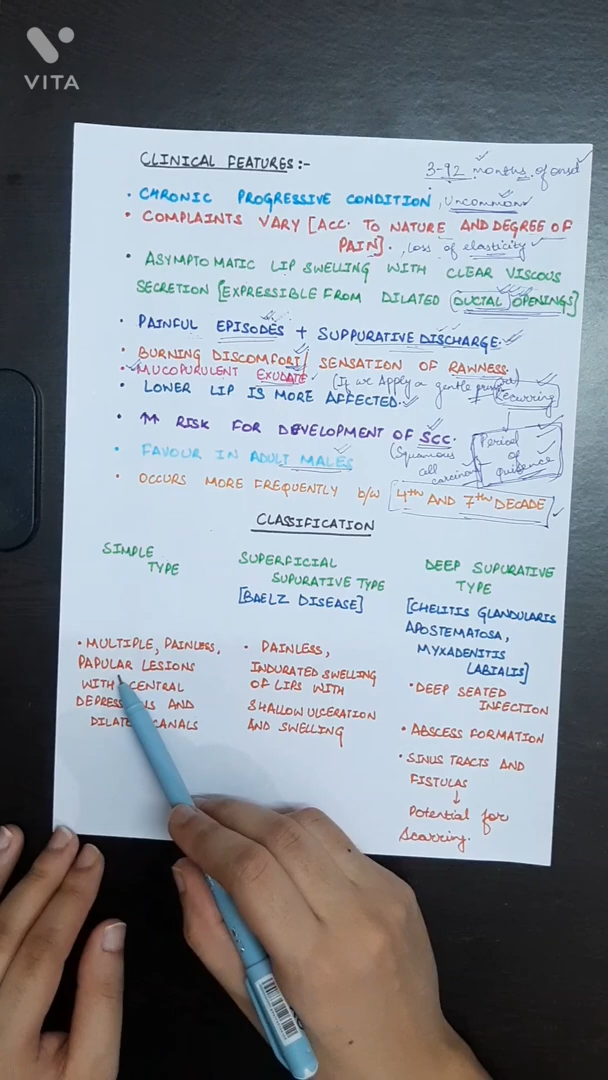 VITA
CLINICAL FEATURES:-
3-92 months of onset
• CHRONIC PROGRESSIVE CONDITION, Uncommon
• COMPLAINTS VARY [ACC. TO NATURE AND DEGREE OF
PAIN]., Loss of elasticity
• ASYMPTOMATIC LIP SWELLING WITH CLEAR VISCOUS
SECRETION [EXPRESSIBLE FROM DILATED (DUCTAL OPENINGS]
• PAINFUL EPISODES + SUPPURATIVE DISCHARGE.
• BURNING DISCOMFORT/ SENSATION OF RAWNESS.
• MUCOPURULENT EXUDATE (If we apply a gentle
• LOWER LIP IS MORE AFFECTED. Recurring
• ↑↑ RISK FOR DEVELOPMENT OF SCC.
(Squamous
cell
carcinoma
Period
of
quiscence
• FAVOUR IN ADULT MALES
• OCCURS MORE FREQUENTLY b/w 4TH AND 7TH DECADE
CLASSIFICATION
SIMPLE
TYPE
• MULTIPLE, PAINLESS,
PAPULAR LESIONS
WITH CENTRAL
AND
CANALS
SUPERFICIAL
SUPURATIVE TYPE
[BAELZ DISEASE]
• PAINLESS,
INDURATED SWELLING
OF LIPS WITH
SHALLOW ULCERATION
AND SWELLING
DEEP SUPURATIVE
TYPE
[CHELITIS GLANDULARIS
APOSTEMATOSA,
MYXADENITIS
LABIALIS]
• DEEP SEATED
INFECTION
• ABSCESS FORMATION
• SINUS TRACTS AND
FISTULAS
↓
Potential for
Scarring.